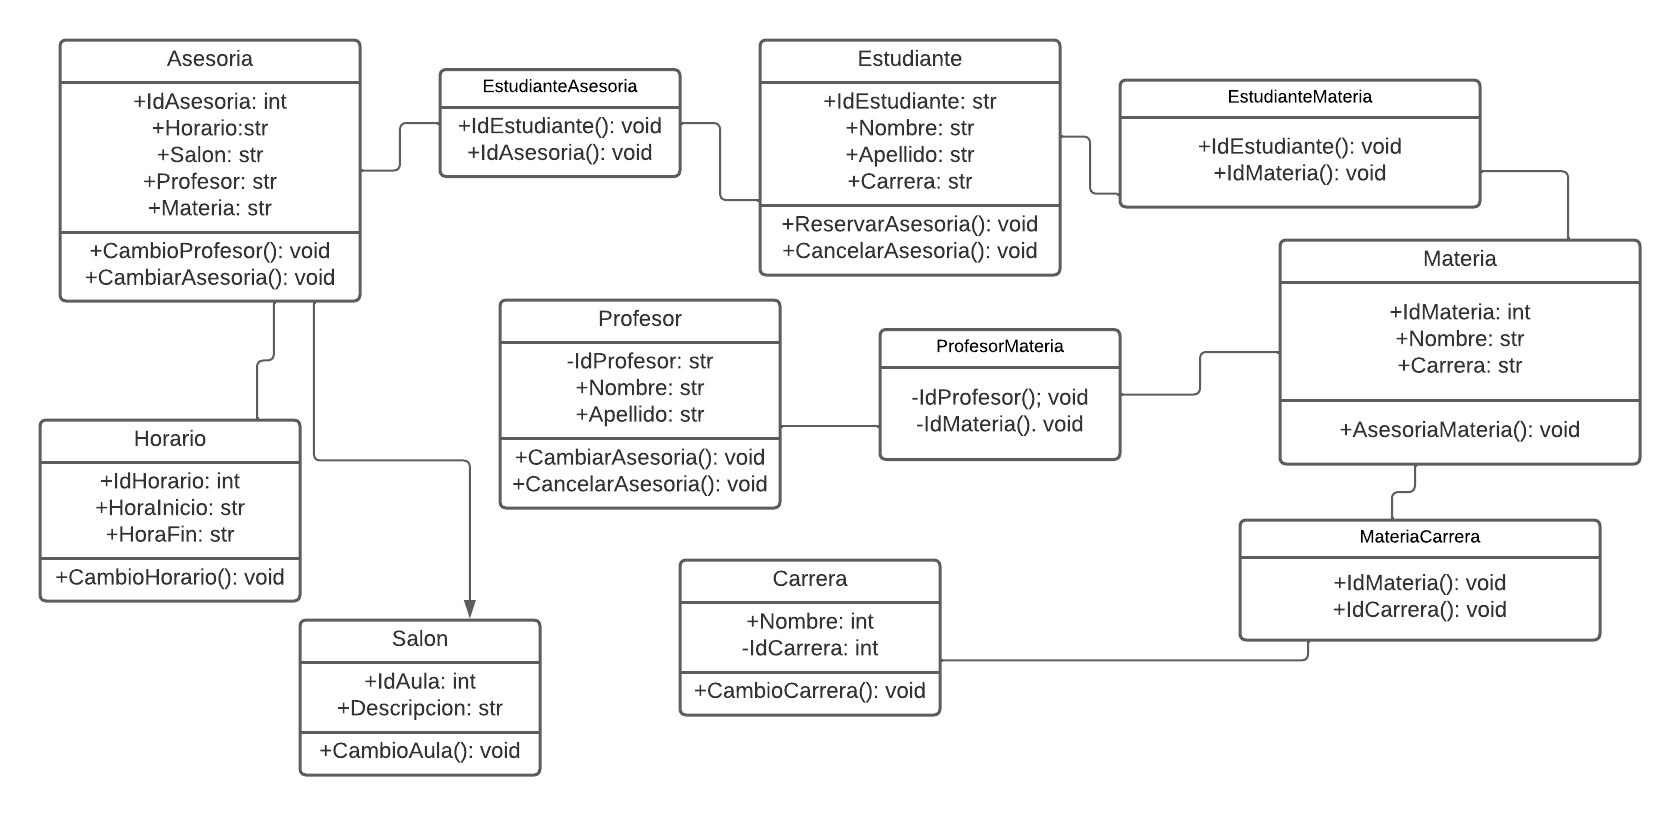 Asesoria
+IdAsesoria: int
+Horario:str
+Salon: str
+Profesor: str
+Materia: str
+CambioProfesor(): void
+CambiarAsesoria(): void
EstudianteAsesoria
+IdEstudiante(): void
+IdAsesoria(): void
Estudiante
+IdEstudiante: str
+Nombre: str
+Apellido: str
+Carrera: str
+ReservarAsesoria(): void
+CancelarAsesoria(): void
EstudianteMateria
+IdEstudiante(): void
+IdMateria(): void
Materia
+IdMateria: int
+Nombre: str
+Carrera: str
+AsesoriaMateria(): void
Profesor
-IdProfesor: str
+Nombre: str
+Apellido: str
+CambiarAsesoria(): void
+CancelarAsesoria(): void
ProfesorMateria
-IdProfesor(); void
-IdMateria(). void
Horario
+IdHorario: int
+HoraInicio: str
+HoraFin: str
+CambioHorario(): void
MateriaCarrera
+IdMateria(): void
+IdCarrera(): void
Carrera
+Nombre: int
-IdCarrera: int
+CambioCarrera(): void
Salon
+IdAula: int
+Descripcion: str
+CambioAula(): void